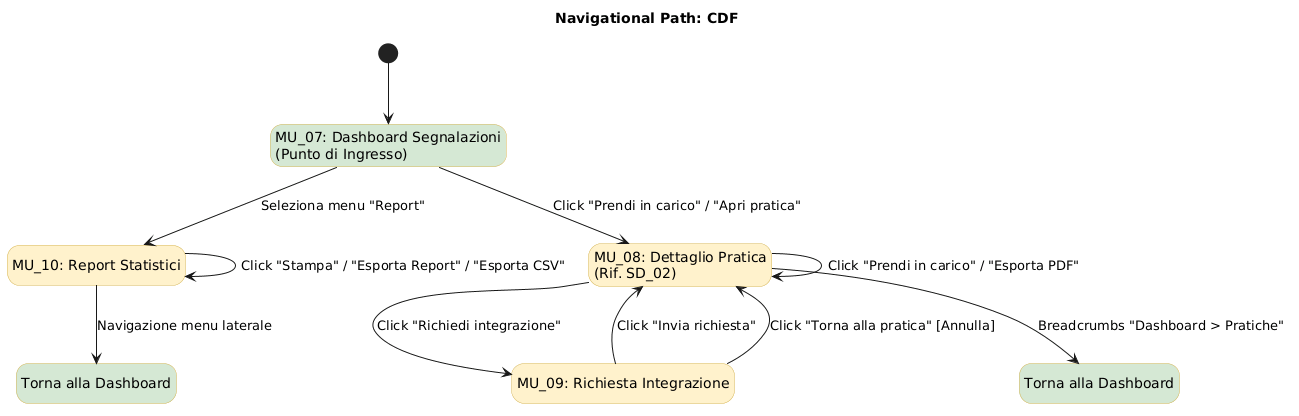 Navigational Path: CDF
MU_07: Dashboard Segnalazioni
(Punto di Ingresso)
Seleziona menu "Report"
Click "Prendi in carico" / "Apri pratica"
MU_10: Report Statistici
Click "Stampa" / "Esporta Report" / "Esporta CSV"
MU_08: Dettaglio Pratica
(Rif. SD_02)
Click "Prendi in carico" / "Esporta PDF"
Navigazione menu laterale
Click "Richiedi integrazione"
Click "Invia richiesta"
Click "Torna alla pratica" [Annulla]
Breadcrumbs "Dashboard > Pratiche"
Torna alla Dashboard
MU_09: Richiesta Integrazione
Torna alla Dashboard